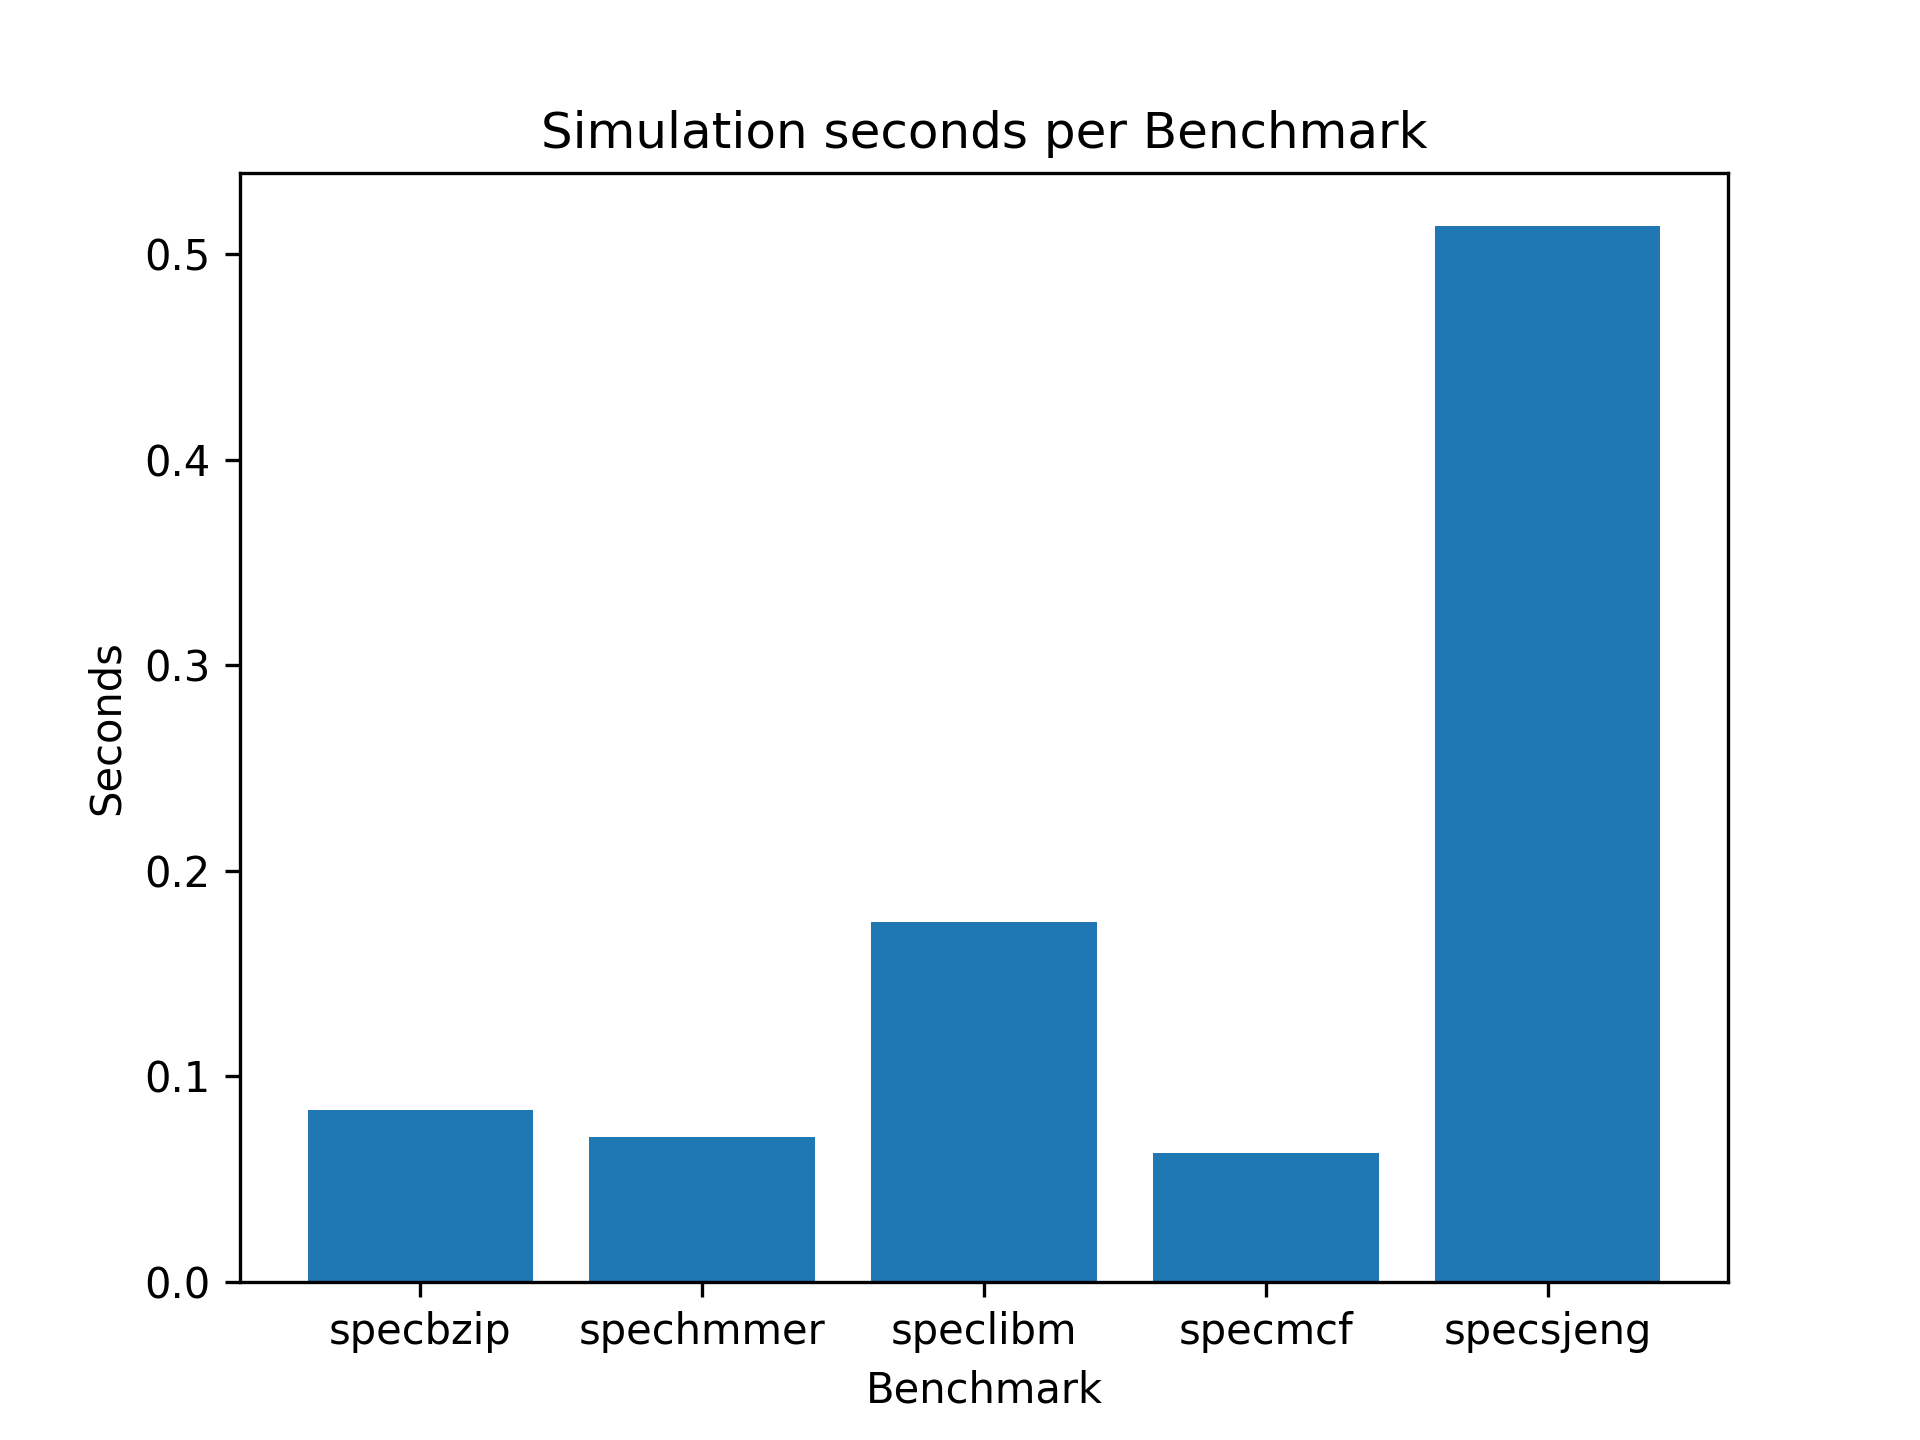 Simulation seconds per Benchmark
0.5
0.4
0.3
0.2
0.1
0.0
Seconds
specbzip spechmmer speclibm specmcf specsjeng
Benchmark